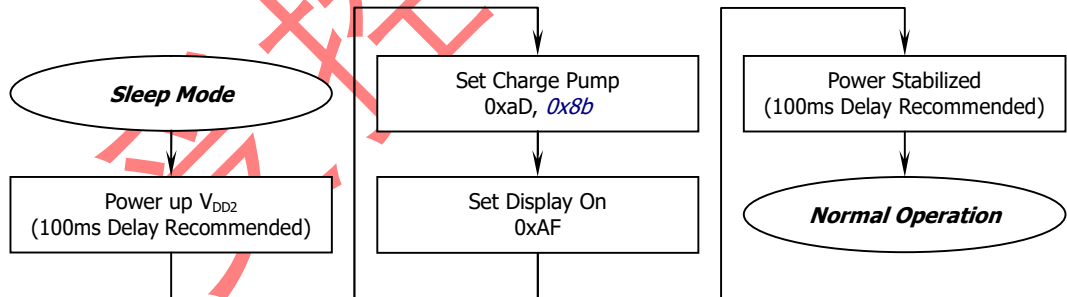 Sleep Mode
Power up VDD2
(100ms Delay Recommended)
Set Charge Pump
0xaD, 0x8b
Set Display On
0xAF
Power Stabilized
(100ms Delay Recommended)
Normal Operation